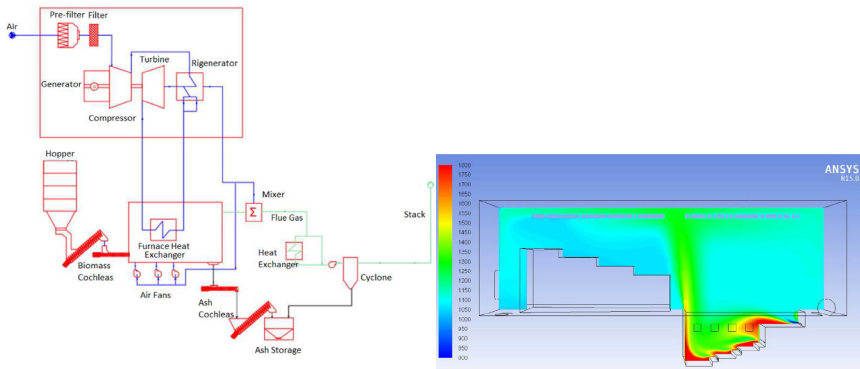 Pre-filter
Filter
Air
Turbine
Rigenerator
Generator
Compressor
Hopper
Mixer
Σ
Flue Gas
Stack
Furnace Heat
Exchanger
Heat
Exchanger
Biomass
Cochleas
Air Fans
Cyclone
Ash
Cochleas
Ash Storage
1800
1750
1700
1650
1600
1550
1500
1450
1400
1350
1300
1250
1200
1150
1100
1050
1000
950
900
850
800
ANSYS
R15.0